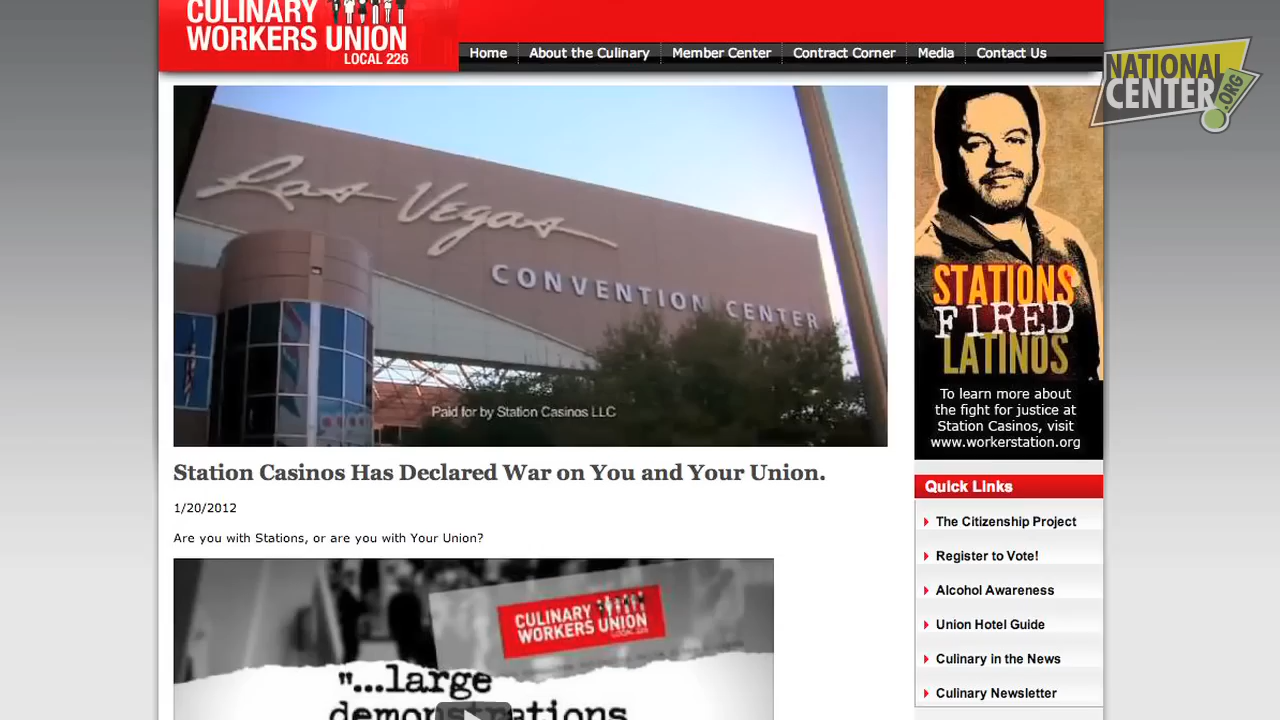 CULINARY
WORKERS UNION
LOCAL 226
Home
About the Culinary
Member Center
Contract Corner
Media
Contact Us
NATIONAL
CENTER
.ORG
Las Vegas
CONVENTION CENTER
Paid for by Station Casinos LLC
STATIONS
FIRED
LATINOS
To learn more about
the fight for justice at
Station Casinos, visit
www.workerstation.org
Station Casinos Has Declared War on You and Your Union.
1/20/2012
Are you with Stations, or are you with Your Union?
CULINARY
WORKERS UNION
LOCAL 226
"...large
demonstrations
Quick Links
The Citizenship Project
Register to Vote!
Alcohol Awareness
Union Hotel Guide
Culinary in the News
Culinary Newsletter